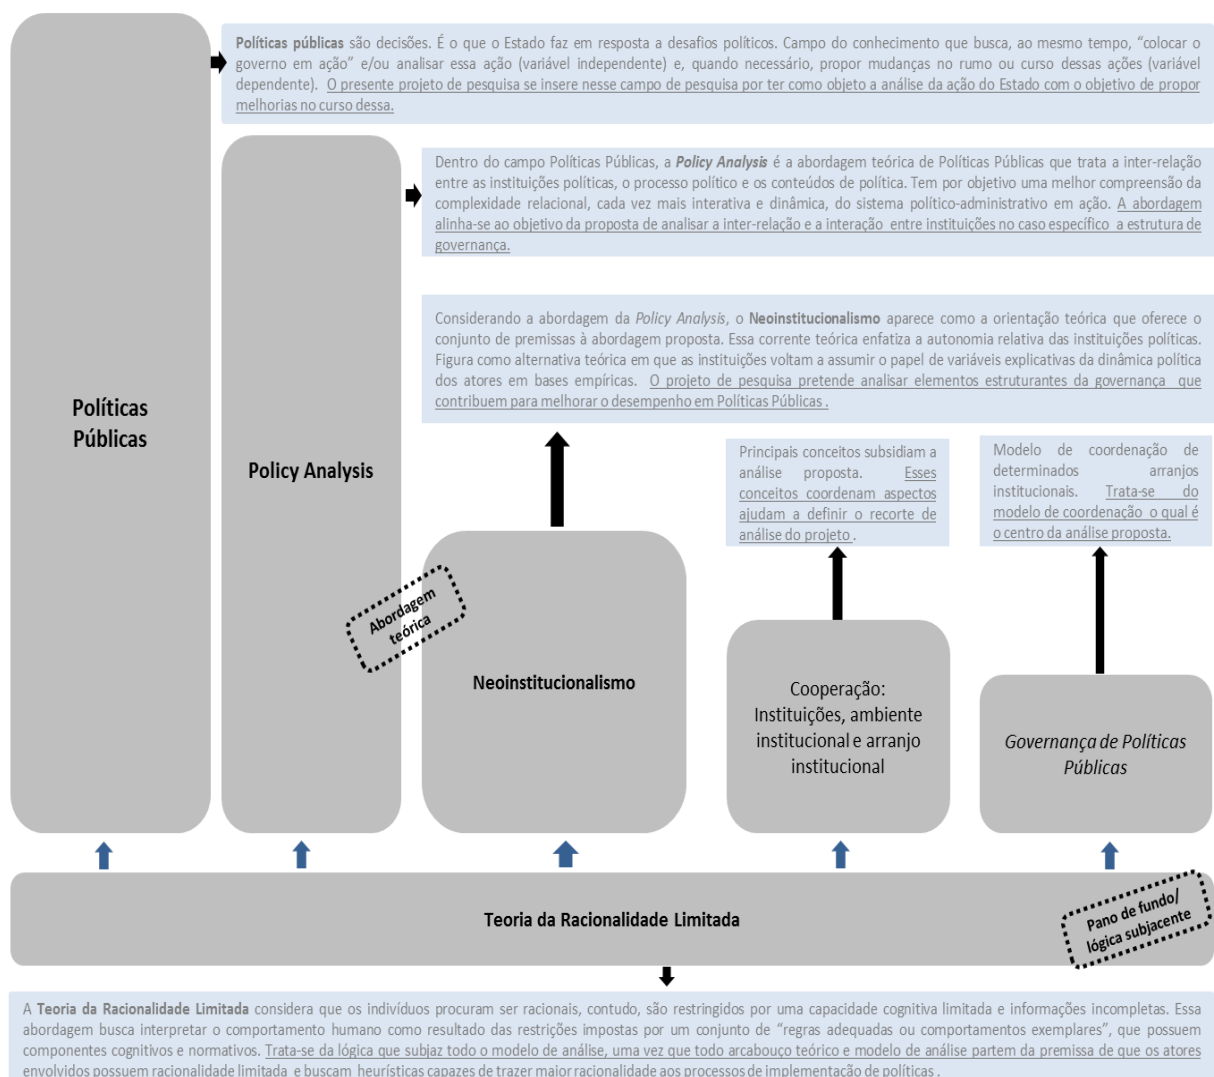 Políticas públicas são decisões. É o que o Estado faz em resposta a desafios políticos. Campo do conhecimento que busca, ao mesmo tempo, “colocar o
governo em ação” e/ou analisar essa ação (variável independente) e, quando necessário, propor mudanças no rumo ou curso dessas ações (variável
dependente). O presente projeto de pesquisa se insere nesse campo de pesquisa por ter como objeto a análise da ação do Estado com o objetivo de propor
melhorias no curso dessa.
Dentro do campo Políticas Públicas, a Policy Analysis é a abordagem teórica de Políticas Públicas que trata a inter-relação
entre as instituições políticas, o processo político e os conteúdos de política. Tem por objetivo uma melhor compreensão da
complexidade relacional, cada vez mais interativa e dinâmica, do sistema político-administrativo em ação. A abordagem
alinha-se ao objetivo da proposta de analisar a inter-relação e a interação entre instituições no caso específico a estrutura de
governança.
Considerando a abordagem da Policy Analysis, o Neoinstitucionalismo aparece como a orientação teórica que oferece o
conjunto de premissas à abordagem proposta. Essa corrente teórica enfatiza a autonomia relativa das instituições políticas.
Figura como alternativa teórica em que as instituições voltam a assumir o papel de variáveis explicativas da dinâmica política
dos atores em bases empíricas. O projeto de pesquisa pretende analisar elementos estruturantes da governança que
contribuem para melhorar o desempenho em Políticas Públicas .
Políticas
Públicas
Policy Analysis
Principais conceitos subsidiam a
análise proposta. Esses
conceitos coordenam aspectos
ajudam a definir o recorte de
análise do projeto .
Modelo de coordenação de
determinados arranjos
institucionais. Trata-se do
modelo de coordenação o qual é
o centro da análise proposta.
Abordagem
teórica
Neoinstitucionalismo
Cooperação:
Instituições, ambiente
institucional e arranjo
institucional
Governança de Políticas
Públicas
Teoria da Racionalidade Limitada
Pano de fundo/
lógica subjacente
A Teoria da Racionalidade Limitada considera que os indivíduos procuram ser racionais, contudo, são restringidos por uma capacidade cognitiva limitada e informações incompletas. Essa
abordagem busca interpretar o comportamento humano como resultado das restrições impostas por um conjunto de “regras adequadas ou comportamentos exemplares”, que possuem
componentes cognitivos e normativos. Trata-se da lógica que subjaz todo o modelo de análise, uma vez que todo arcabouço teórico e modelo de análise partem da premissa de que os atores
envolvidos possuem racionalidade limitada e buscam heurísticas capazes de trazer maior racionalidade aos processos de implementação de políticas .